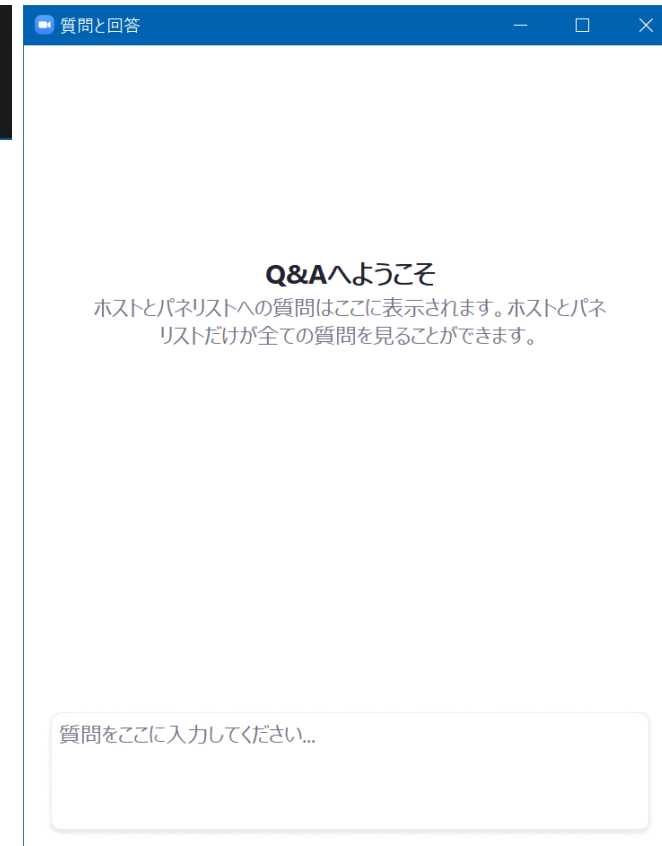 質問と回答
Q&Aへようこそ
ホストとパネリストへの質問はここに表示されます。ホストとパネ
リストだけが全ての質問を見ることができます。
質問をここに入力してください...